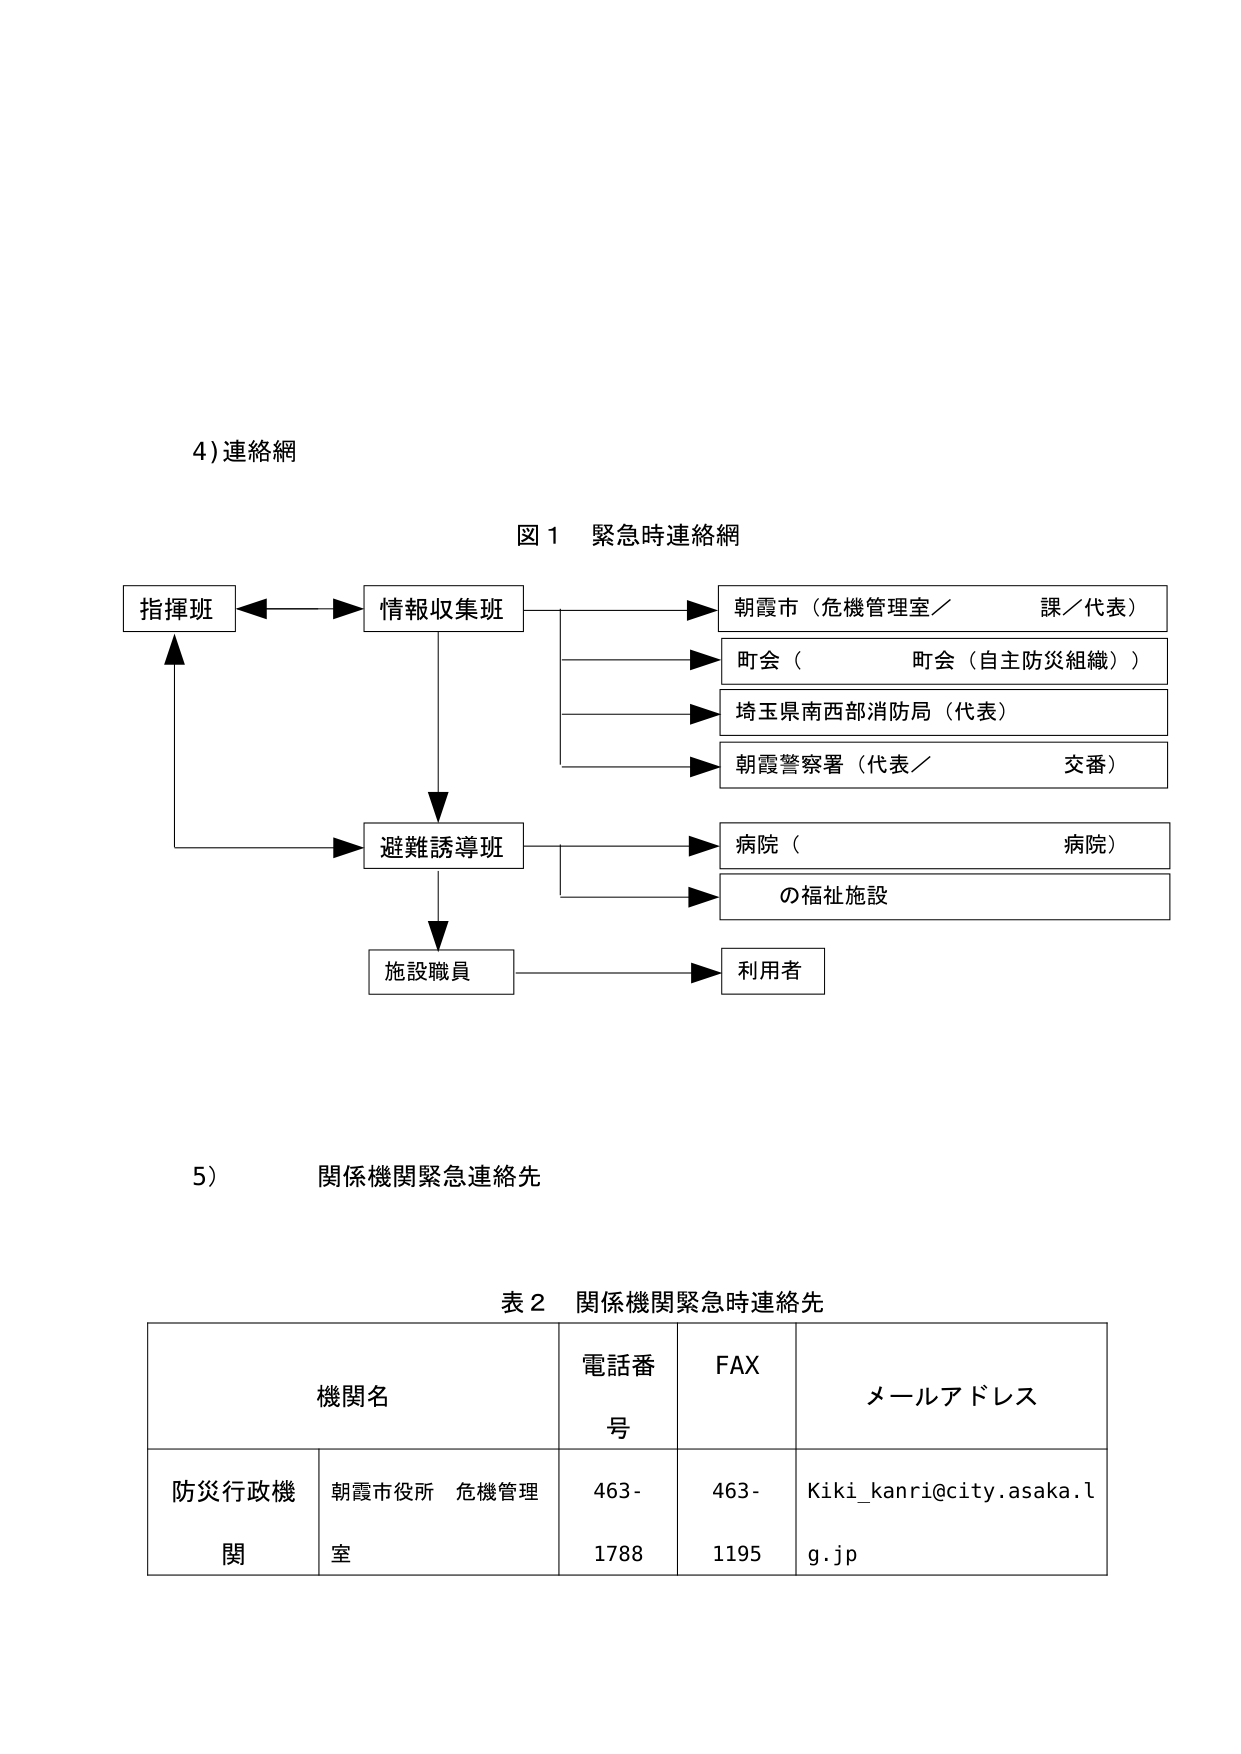 4)連絡網
図１　緊急時連絡網
指揮班
情報収集班
朝霞市（危機管理室／　　　　課／代表）
町会（　　　　　町会（自主防災組織））
埼玉県南西部消防局（代表）
朝霞警察署（代表／　　　　　　交番）
避難誘導班
病院（　　　　　　　　　　　　病院）
の福祉施設
施設職員
利用者
5）　　　　関係機関緊急連絡先
表２　関係機関緊急時連絡先
機関名
電話番
号
FAX
メールアドレス
防災行政機
関
朝霞市役所　危機管理
室
463-
1788
463-
1195
Kiki_kanri@city.asaka.l
g.jp